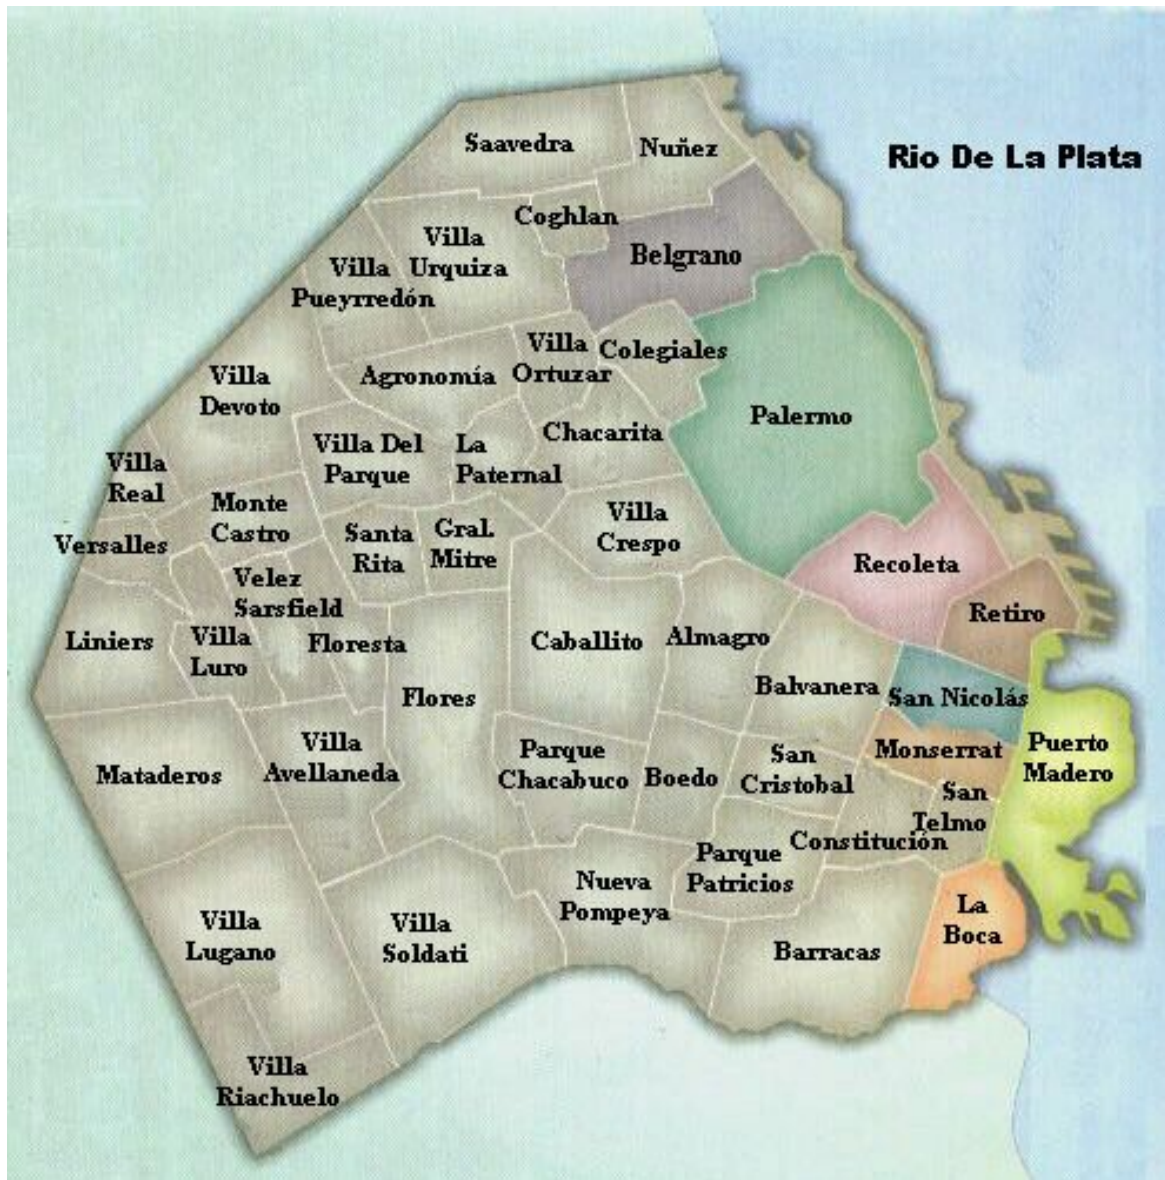 Saavedra
Nuñez
Rio De La Plata
Coghlan
Villa
Urquiza
Belgrano
Villa
Pueyrredón
Villa
Ortuzar
Colegiales
Agronomía
Villa
Devoto
Palermo
Chacarita
Villa Del
Parque
La
Paternal
Villa
Real
Monte
Castro
Villa
Crespo
Santa
Rita
Gral.
Mitre
Versalles
Recoleta
Velez
Sarsfield
Retiro
Liniers
Villa
Luro
Floresta
Caballito
Almagro
Flores
Balvanera
San Nicolás
Mataderos
Villa
Avellaneda
Parque
Chacabuco
Boedo
San
Cristobal
Monserrat
Puerto
Madero
San
Telmo
Constitución
Parque
Patricios
Nueva
Pompeya
Villa
Lugano
Villa
Soldati
Barracas
La
Boca
Villa
Riachuelo